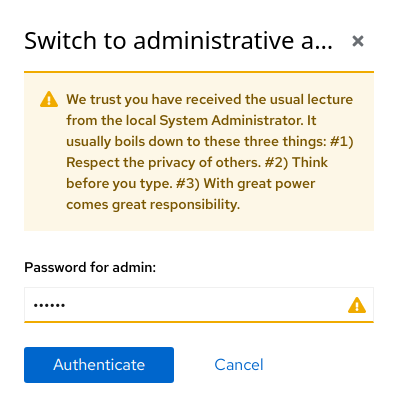 Switch to administrative a...
We trust you have received the usual lecture
from the local System Administrator. It
usually boils down to these three things: #1)
Respect the privacy of others. #2) Think
before you type. #3) With great power
comes great responsibility.
Password for admin:
••••••
Authenticate Cancel